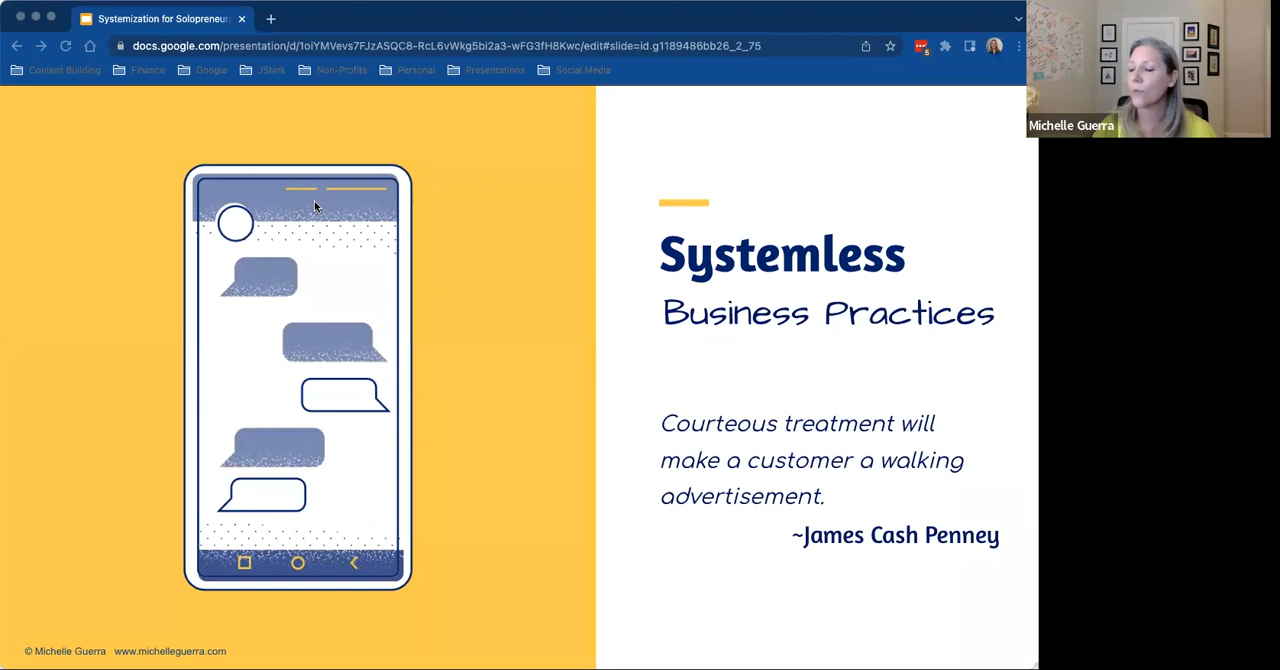 Systemization for Solopreneurs
docs.google.com/presentation/d/1oiYMVevs7FJzASQC8-RcL6vWkg5bi2a3-wFG3fH8Kwc/edit#slide=id.g1189486bb26_2_75
5
Content Building
Finance
Google
JStark
Non-Profits
Personal
Presentations
Social Media
Michelle Guerra
Systemless
Business Practices
Courteous treatment will
make a customer a walking
advertisement.
~James Cash Penney
© Michelle Guerra www.michelleguerra.com